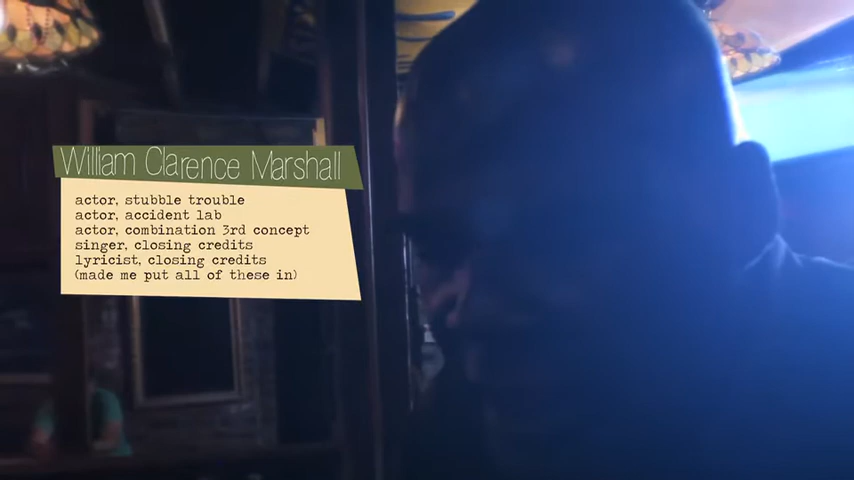 William Clarence Marshall
actor, stubble trouble
actor, accident lab
actor, combination 3rd concept
singer, closing credits
lyricist, closing credits
(made me put all of these in)